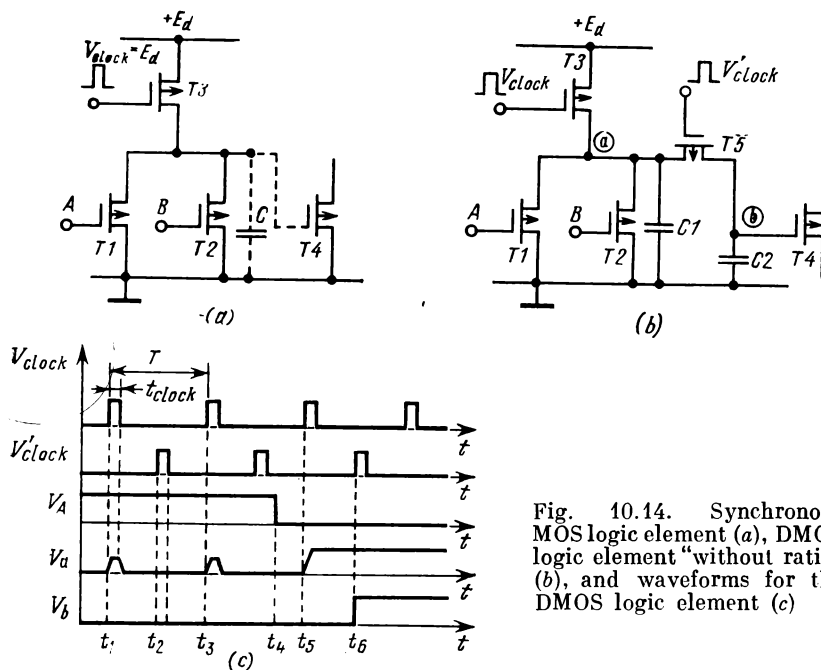 +E_d
V_clock = E_d
T3
A
B
C
T1
T2
T4
(a)
+E_d
T3
V_clock
V'_clock
a
T5
A
B
C1
b
C2
T1
T2
T4
(b)
V_clock
T
t_clock
t
V'_clock
t
V_A
t
V_a
t
V_b
t
t_1 t_2 t_3 t_4 t_5 t_6
(c)
Fig. 10.14. Synchrono
MOS logic element (a), DMO
logic element "without rati
(b), and waveforms for th
DMOS logic element (c)